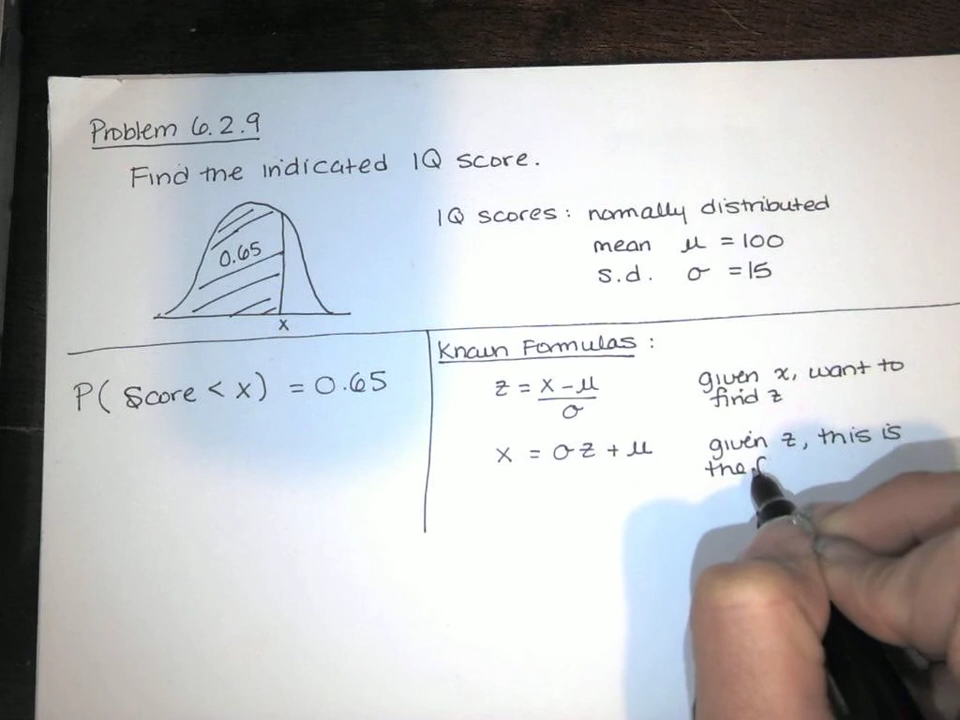 Problem 6.2.9
Find the indicated IQ score.
0.65
x
IQ scores: normally distributed
mean μ = 100
s.d. σ = 15
P( Score < x) = 0.65
Known Formulas:
z = x - μ / σ
given x, want to
find z
x = σz + μ
given z, this is
the f